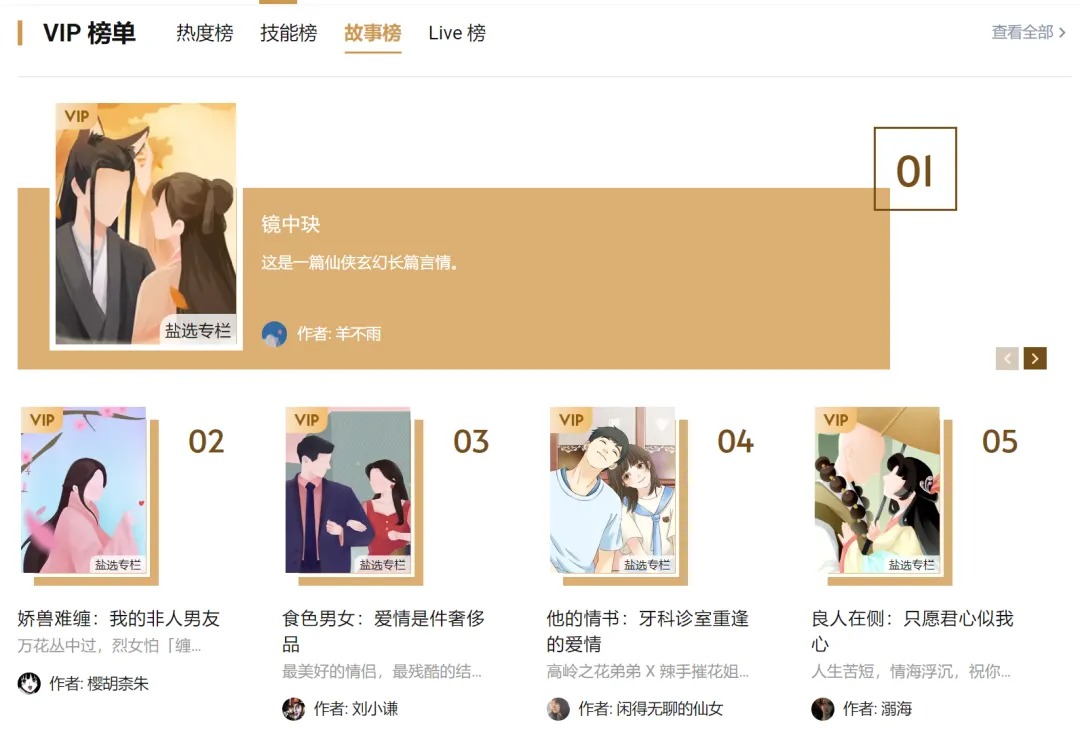 VIP 榜单 热度榜 技能榜 故事榜 Live 榜 查看全部
VIP
01
镜中玦
这是一篇仙侠玄幻长篇言情。
盐选专栏
作者: 羊不雨
VIP 02
盐选专栏
娇兽难缠：我的非人男友
万花丛中过，烈女怕「缠...
作者: 樱胡奈朱
VIP 03
盐选专栏
食色男女：爱情是件奢侈
品
最美好的情侣，最残酷的结...
作者: 刘小谦
VIP 04
盐选专栏
他的情书：牙科诊室重逢
的爱情
高岭之花弟弟 X 辣手摧花姐...
作者: 闲得无聊的仙女
VIP 05
盐选专栏
良人在侧：只愿君心似我
心
人生苦短，情海浮沉，祝你...
作者: 溺海